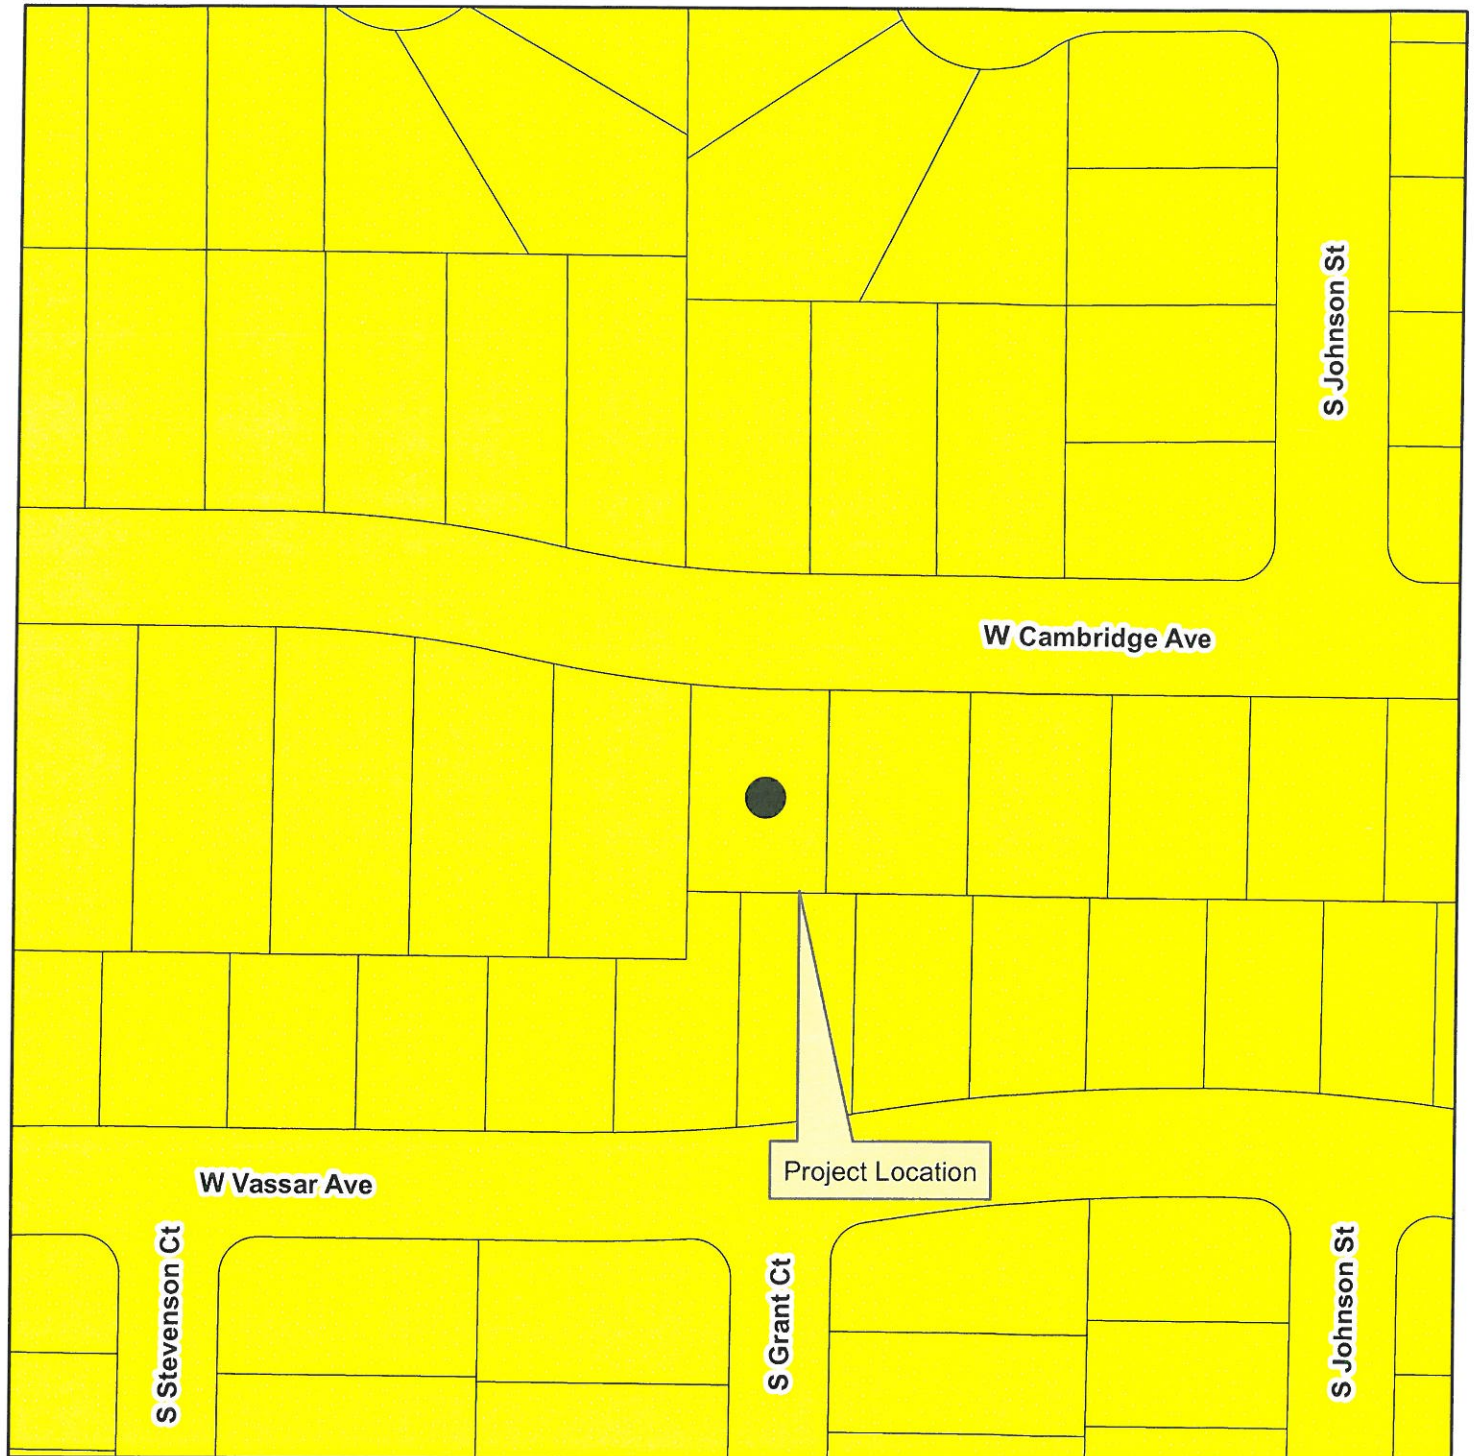 S Johnson St
W Cambridge Ave
Project Location
W Vassar Ave
S Stevenson Ct
S Grant Ct
S Johnson St